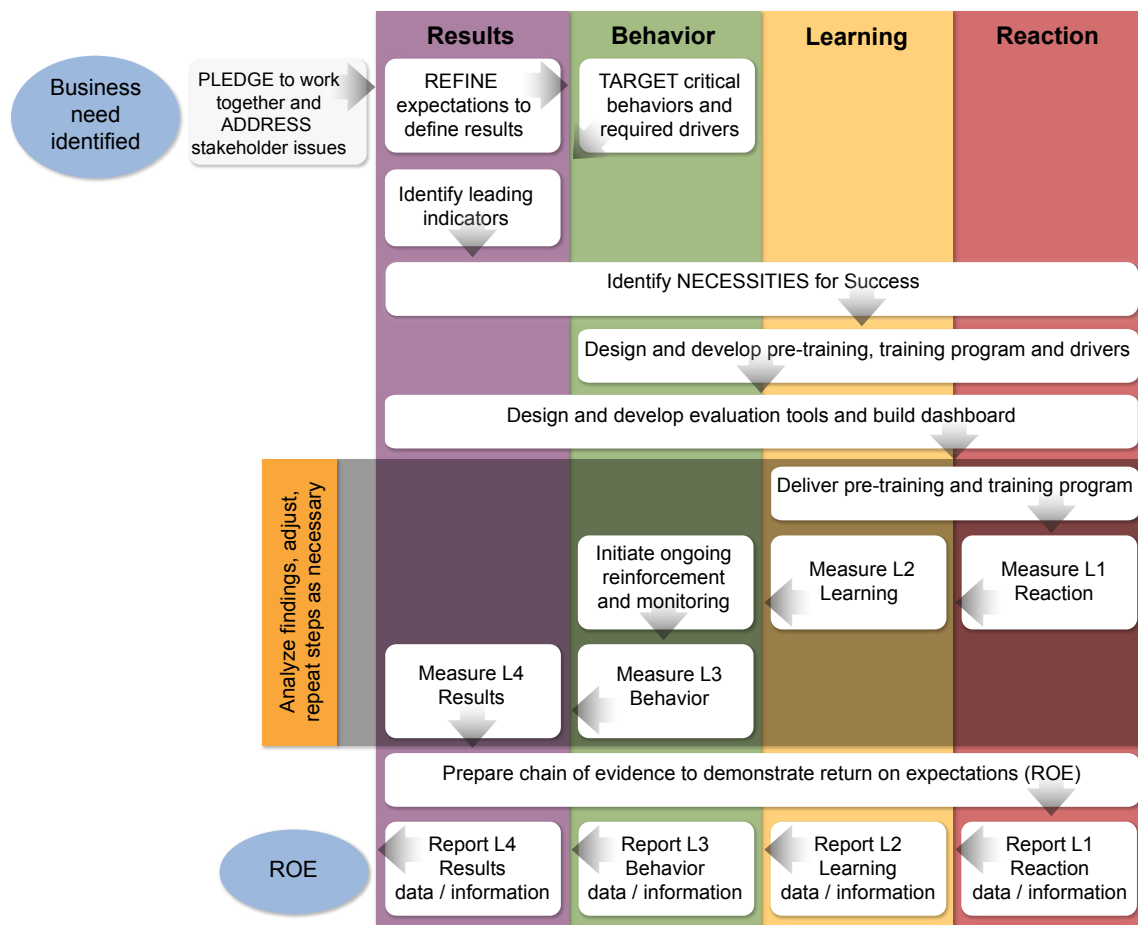 Results
Behavior
Learning
Reaction
Business
need
identified
PLEDGE to work
together and
ADDRESS
stakeholder issues
REFINE
expectations to
define results
TARGET critical
behaviors and
required drivers
Identify leading
indicators
Identify NECESSITIES for Success
Design and develop pre-training, training program and drivers
Design and develop evaluation tools and build dashboard
Analyze findings, adjust,
repeat steps as necessary
Deliver pre-training and training program
Initiate ongoing
reinforcement
and monitoring
Measure L2
Learning
Measure L1
Reaction
Measure L4
Results
Measure L3
Behavior
Prepare chain of evidence to demonstrate return on expectations (ROE)
ROE
Report L4
Results
data / information
Report L3
Behavior
data / information
Report L2
Learning
data / information
Report L1
Reaction
data / information